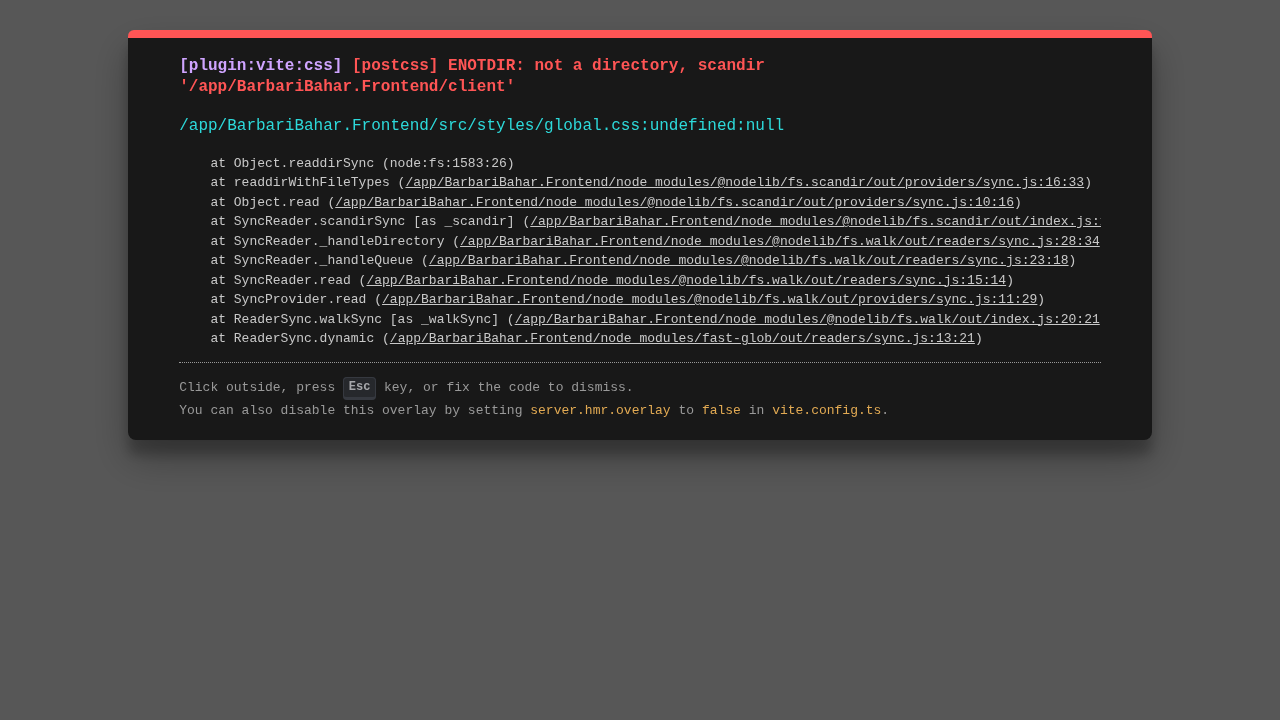 [plugin:vite:css] [postcss] ENOTDIR: not a directory, scandir
'/app/BarbariBahar.Frontend/client'
/app/BarbariBahar.Frontend/src/styles/global.css:undefined:null
at Object.readdirSync (node:fs:1583:26)
at readdirWithFileTypes (/app/BarbariBahar.Frontend/node_modules/@nodelib/fs.scandir/out/providers/sync.js:16:33)
at Object.read (/app/BarbariBahar.Frontend/node_modules/@nodelib/fs.scandir/out/providers/sync.js:10:16)
at SyncReader.scandirSync [as _scandir] (/app/BarbariBahar.Frontend/node_modules/@nodelib/fs.scandir/out/index.js:
at SyncReader._handleDirectory (/app/BarbariBahar.Frontend/node_modules/@nodelib/fs.walk/out/readers/sync.js:28:34
at SyncReader._handleQueue (/app/BarbariBahar.Frontend/node_modules/@nodelib/fs.walk/out/readers/sync.js:23:18)
at SyncReader.read (/app/BarbariBahar.Frontend/node_modules/@nodelib/fs.walk/out/readers/sync.js:15:14)
at SyncProvider.read (/app/BarbariBahar.Frontend/node_modules/@nodelib/fs.walk/out/providers/sync.js:11:29)
at ReaderSync.walkSync [as _walkSync] (/app/BarbariBahar.Frontend/node_modules/@nodelib/fs.walk/out/index.js:20:21
at ReaderSync.dynamic (/app/BarbariBahar.Frontend/node_modules/fast-glob/out/readers/sync.js:13:21)
Click outside, press Esc key, or fix the code to dismiss.
You can also disable this overlay by setting server.hmr.overlay to false in vite.config.ts.